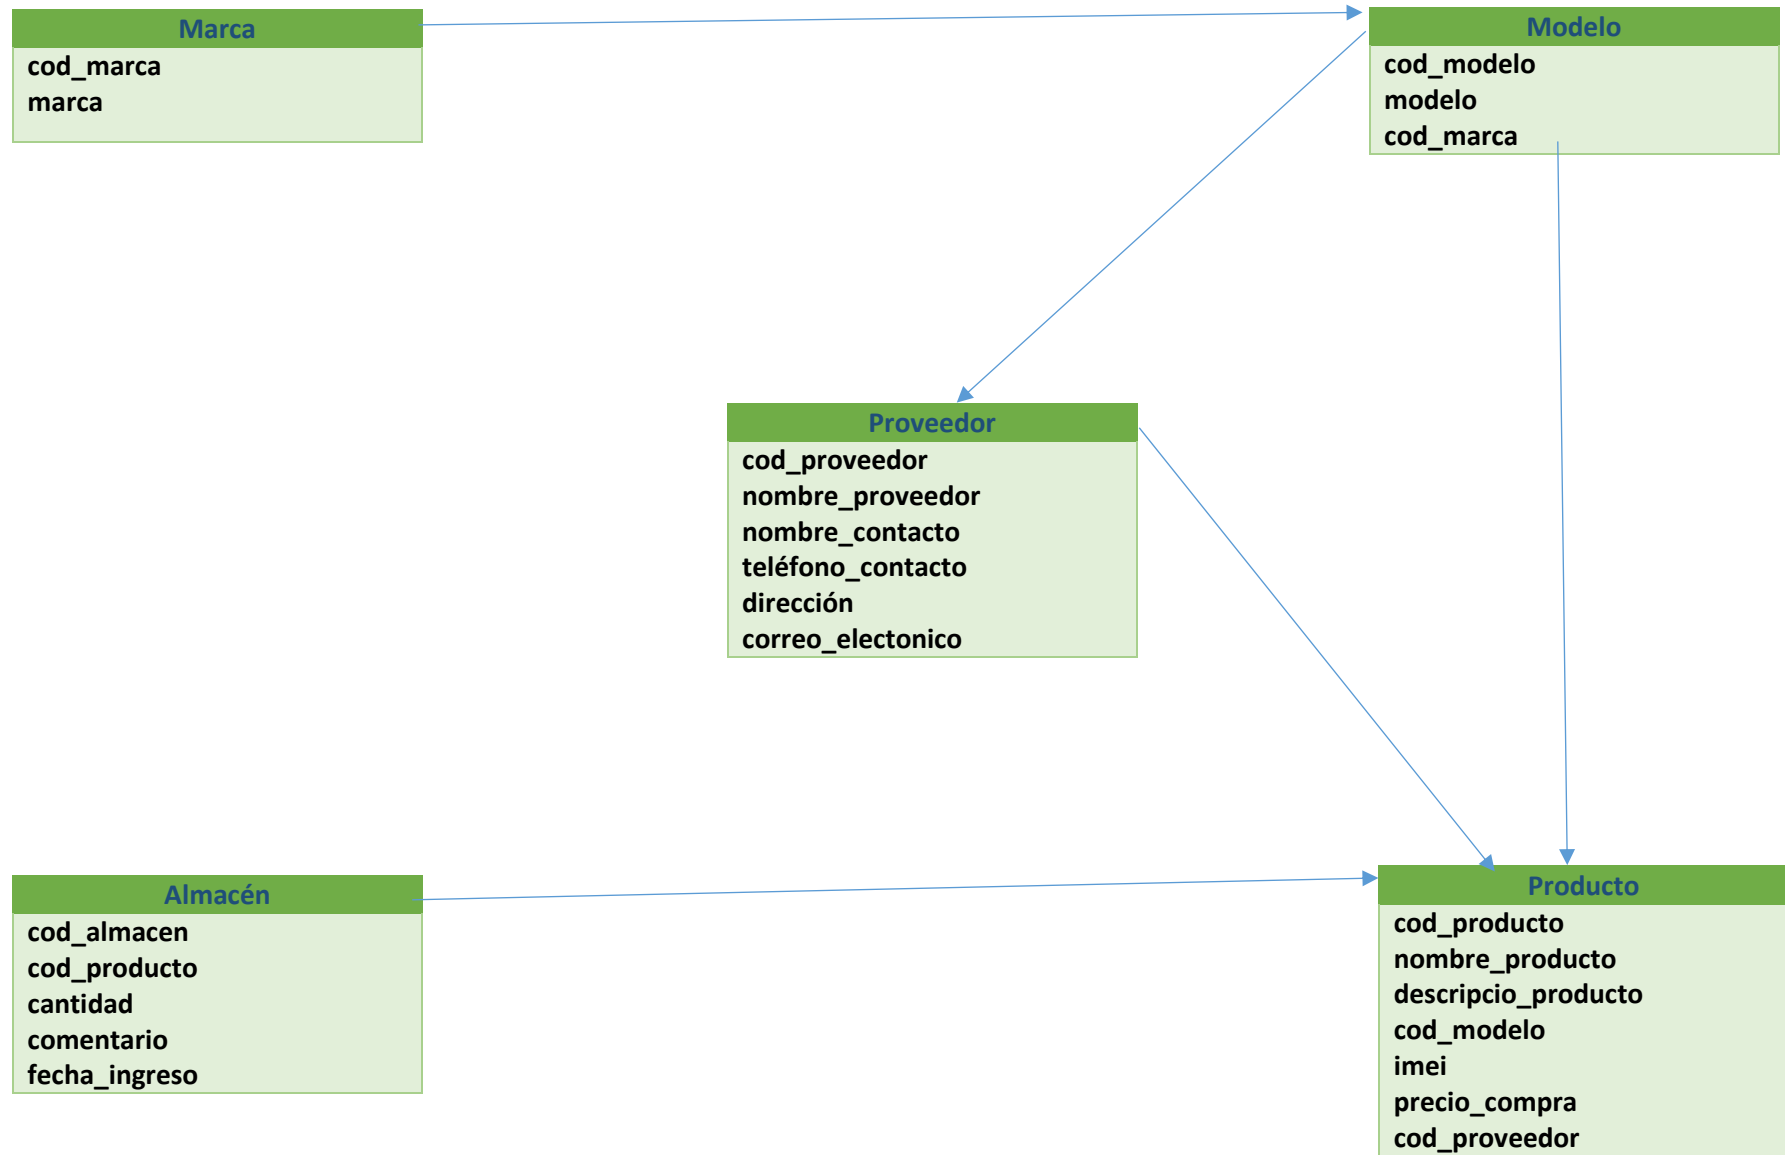 Marca
cod_marca
marca
Modelo
cod_modelo
modelo
cod_marca
Proveedor
cod_proveedor
nombre_proveedor
nombre_contacto
teléfono_contacto
dirección
correo_electonico
Almacén
cod_almacen
cod_producto
cantidad
comentario
fecha_ingreso
Producto
cod_producto
nombre_producto
descripcio_producto
cod_modelo
imei
precio_compra
cod_proveedor